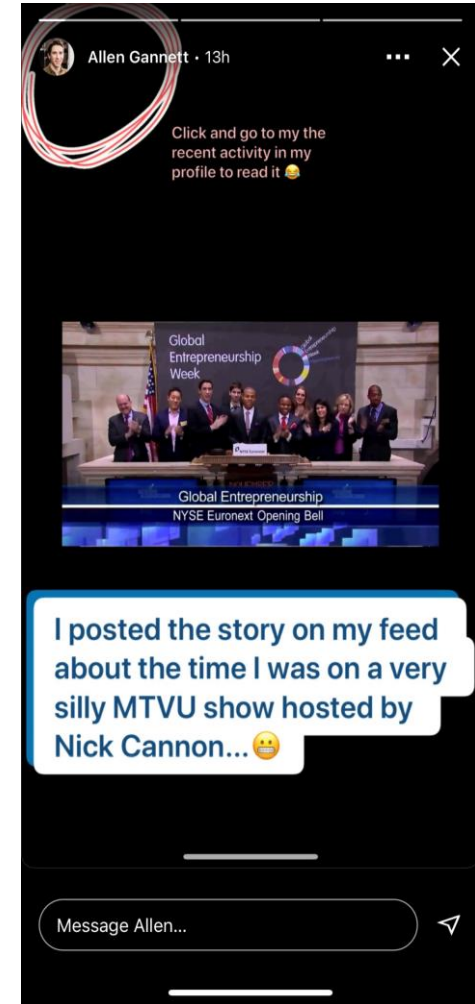 Allen Gannett • 13h
Click and go to my the
recent activity in my
profile to read it 😂
Global
Entrepreneurship
Week
Global Entrepreneurship
NYSE Euronext Opening Bell
I posted the story on my feed
about the time I was on a very
silly MTVU show hosted by
Nick Cannon...😬
Message Allen...